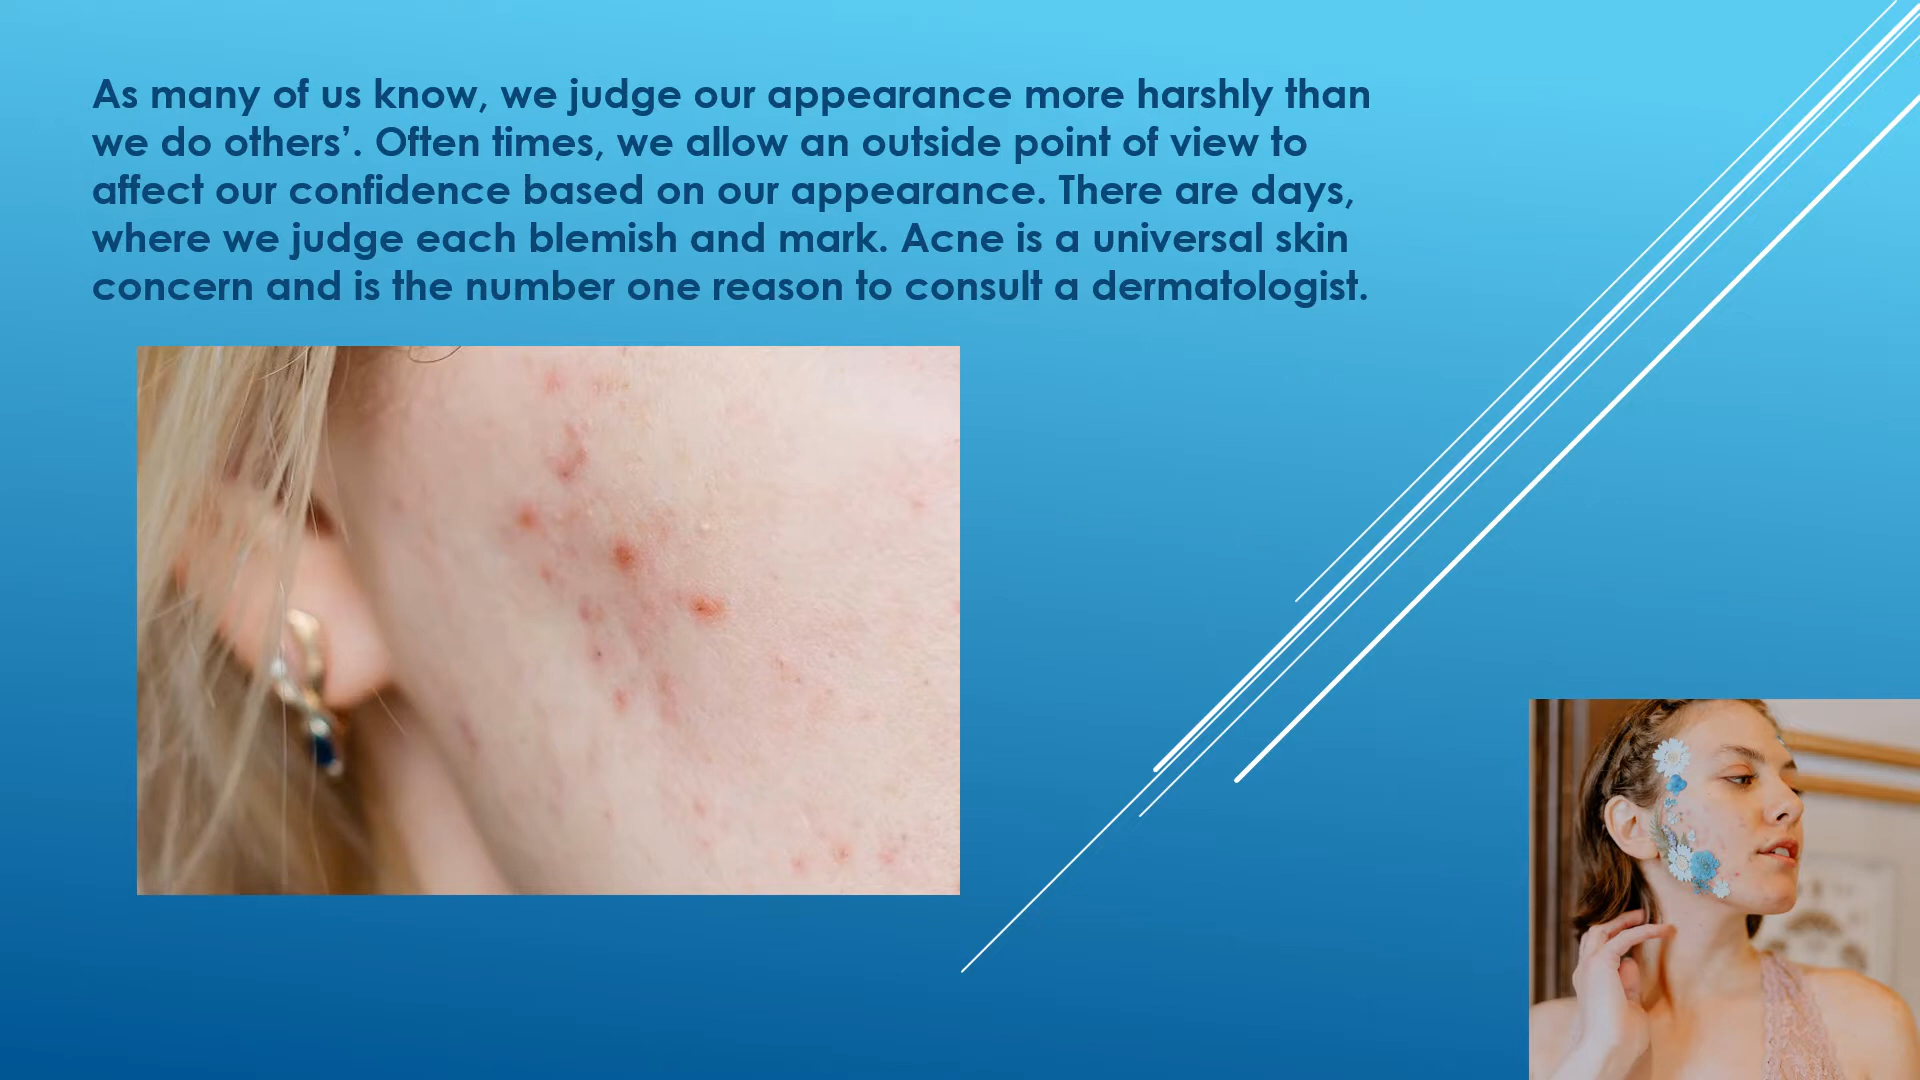 As many of us know, we judge our appearance more harshly than
we do others’. Often times, we allow an outside point of view to
affect our confidence based on our appearance. There are days,
where we judge each blemish and mark. Acne is a universal skin
concern and is the number one reason to consult a dermatologist.